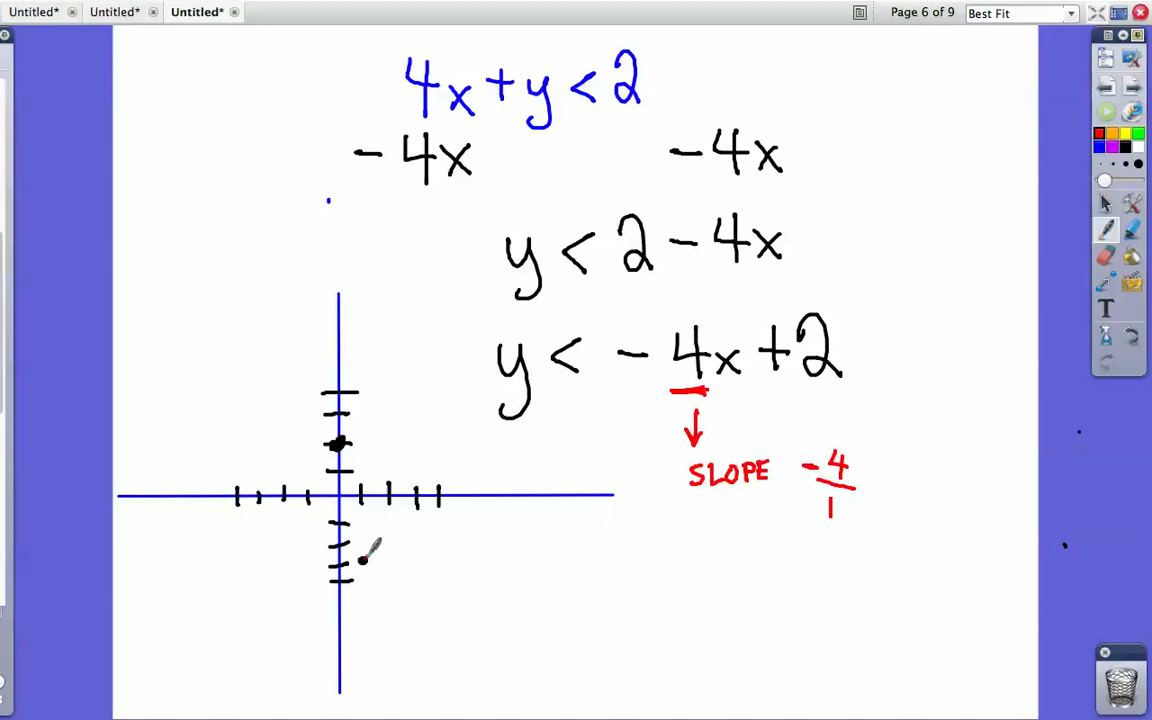 Untitled* Untitled* Untitled* Page 6 of 9 Best Fit
4x+y<2
-4x -4x
y<2-4x
y<-4x+2
SLOPE -4/1
T